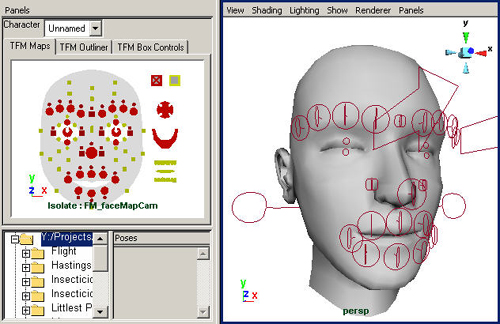 Panels
Character Unnamed
TFM Maps TFM Outliner TFM Box Controls
y
z x
Isolate : FM_faceMapCam
Y:/Projects
Flight
Hastings
Insecticid
Insecticid
Littlest P
Poses
View Shading Lighting Show Renderer Panels
y
z x
y
z x
persp